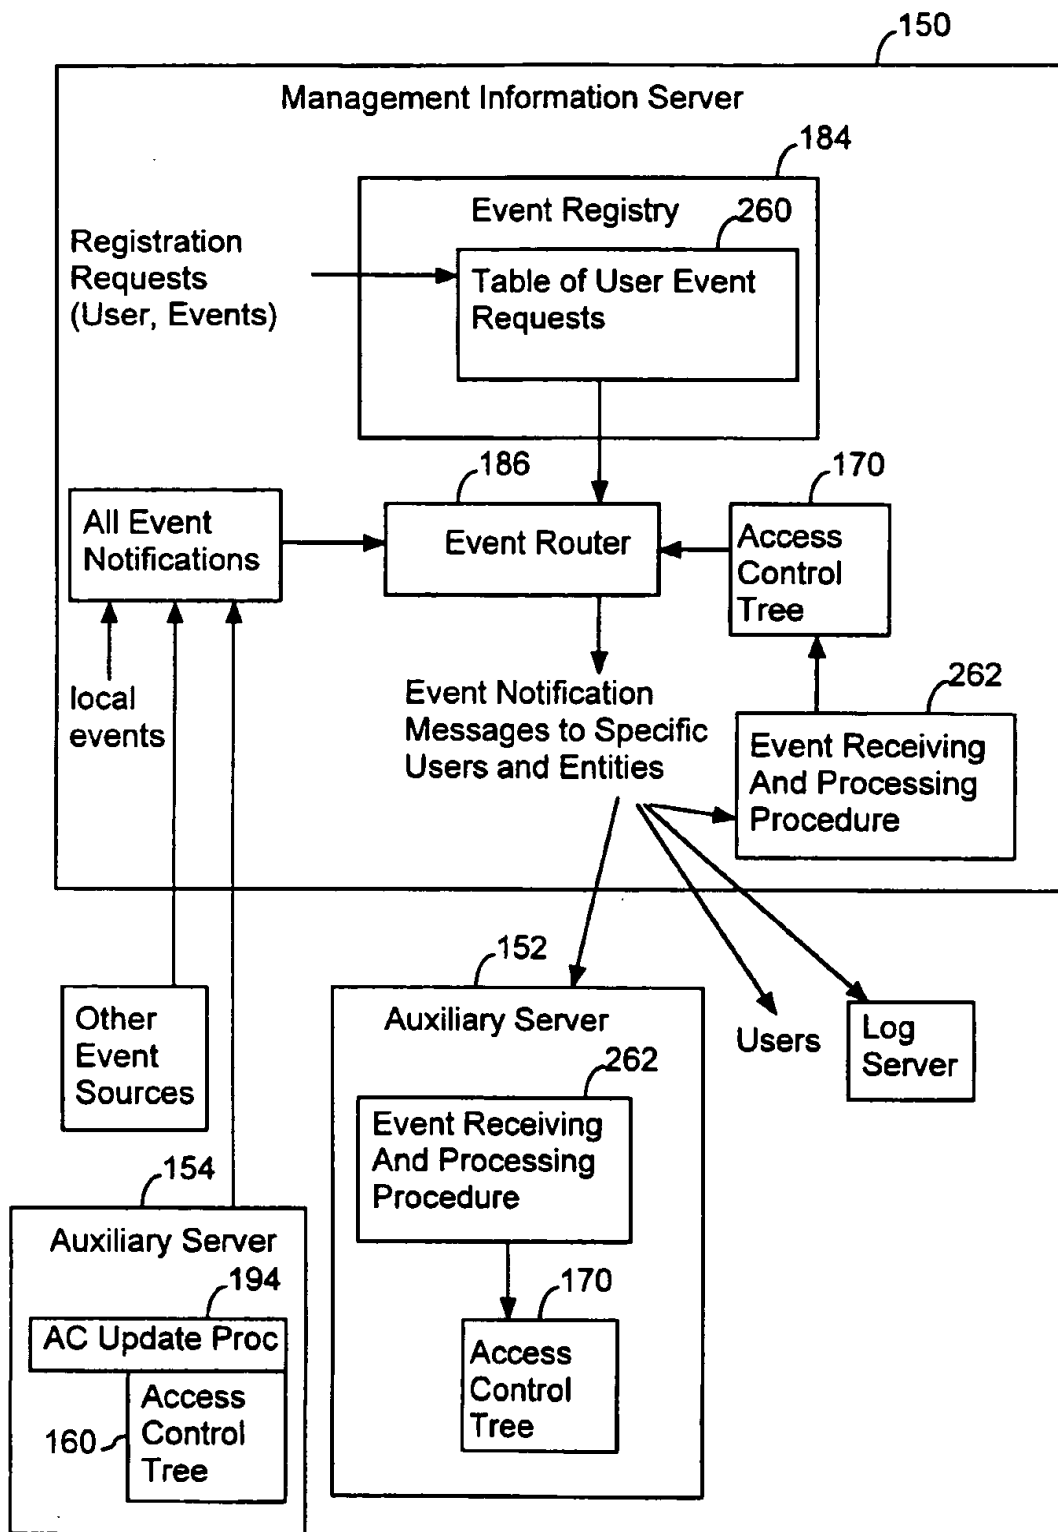 150
Management Information Server
184
Event Registry
260
Registration
Requests
(User, Events)
Table of User Event
Requests
186
170
All Event
Notifications
Event Router
Access
Control
Tree
local
events
Event Notification
Messages to Specific
Users and Entities
262
Event Receiving
And Processing
Procedure
152
Other
Event
Sources
Auxiliary Server
Users
Log
Server
262
Event Receiving
And Processing
Procedure
154
Auxiliary Server
194
AC Update Proc
Access
Control
Tree
160
170
Access
Control
Tree